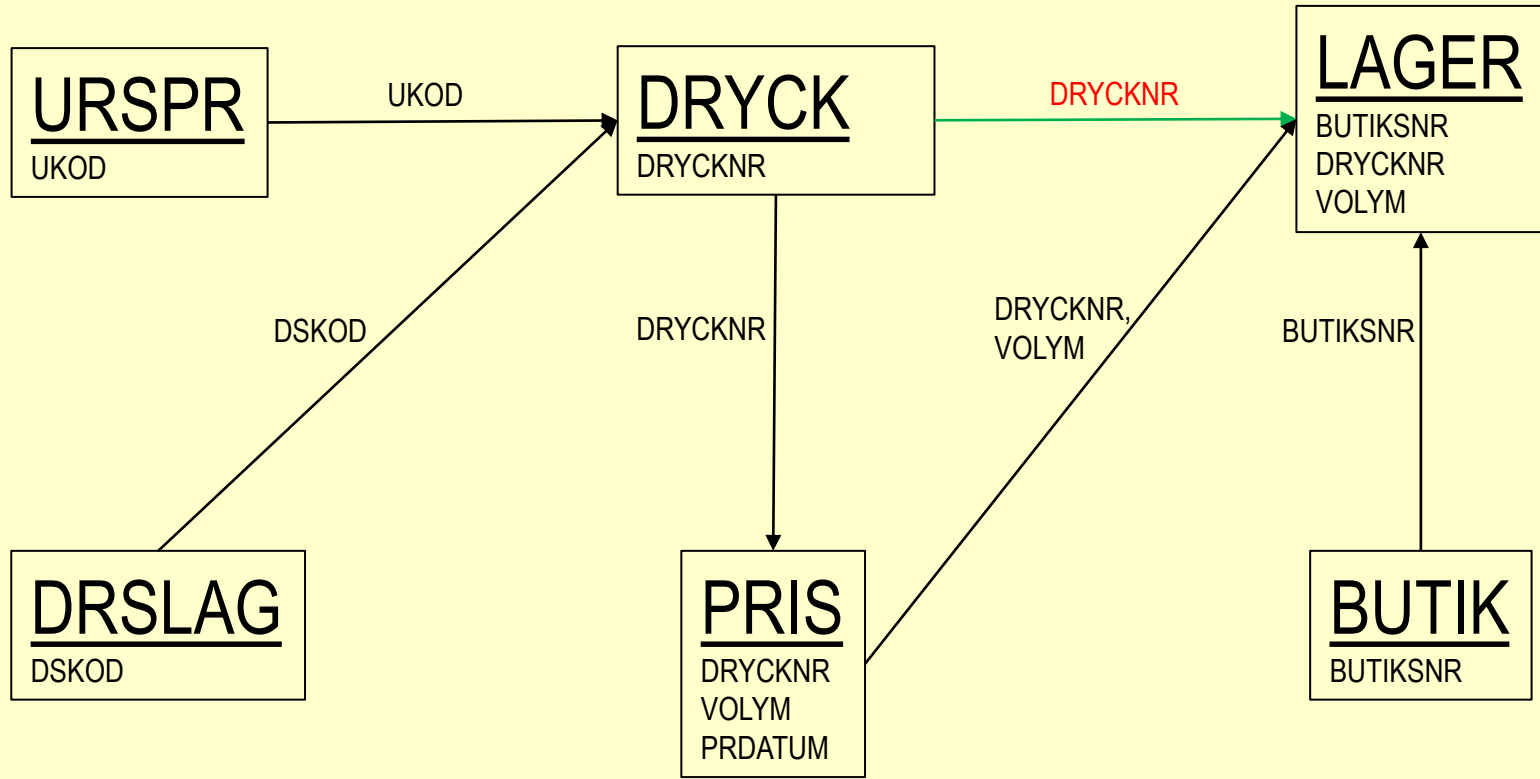 URSPR
UKOD
UKOD
DRYCK
DRYCKNR
DRYCKNR
LAGER
BUTIKSNR
DRYCKNR
VOLYM
DSKOD
DRYCKNR
DRYCKNR,
VOLYM
BUTIKSNR
DRSLAG
DSKOD
PRIS
DRYCKNR
VOLYM
PRDATUM
BUTIK
BUTIKSNR